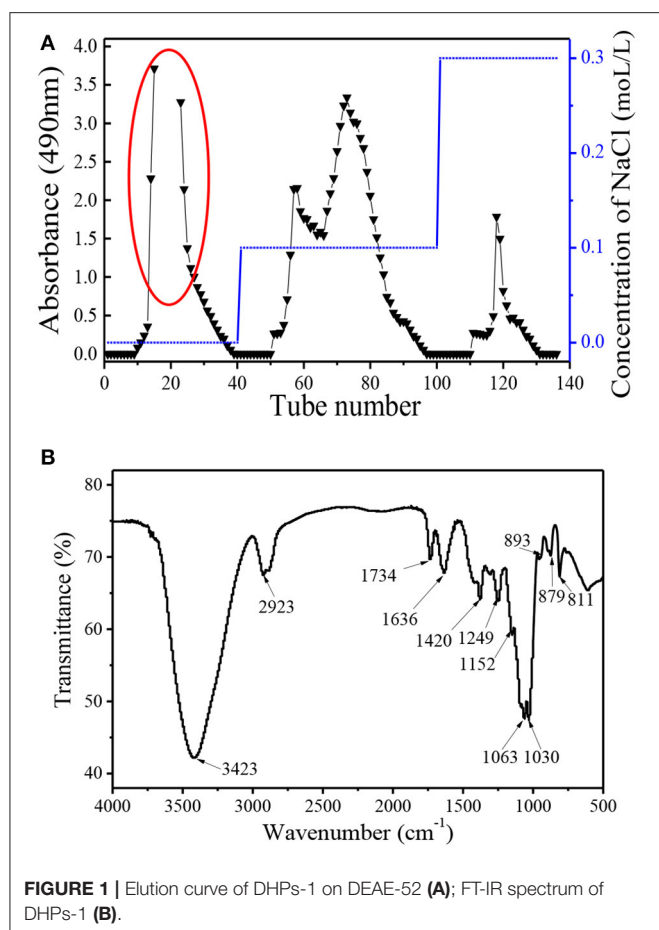 A
4.0
3.5
3.0
2.5
2.0
1.5
1.0
0.5
0.0
Absorbance (490nm)
0.3
0.2
0.1
0.0
Concentration of NaCl (moL/L)
0 20 40 60 80 100 120 140
Tube number
B
80
70
60
50
40
Transmittance (%)
3423
2923
1734
1636
1420
1249
1152
1063 1030
893
879 811
4000 3500 3000 2500 2000 1500 1000 500
Wavenumber (cm-1)
FIGURE 1 | Elution curve of DHPs-1 on DEAE-52 (A); FT-IR spectrum of
DHPs-1 (B).